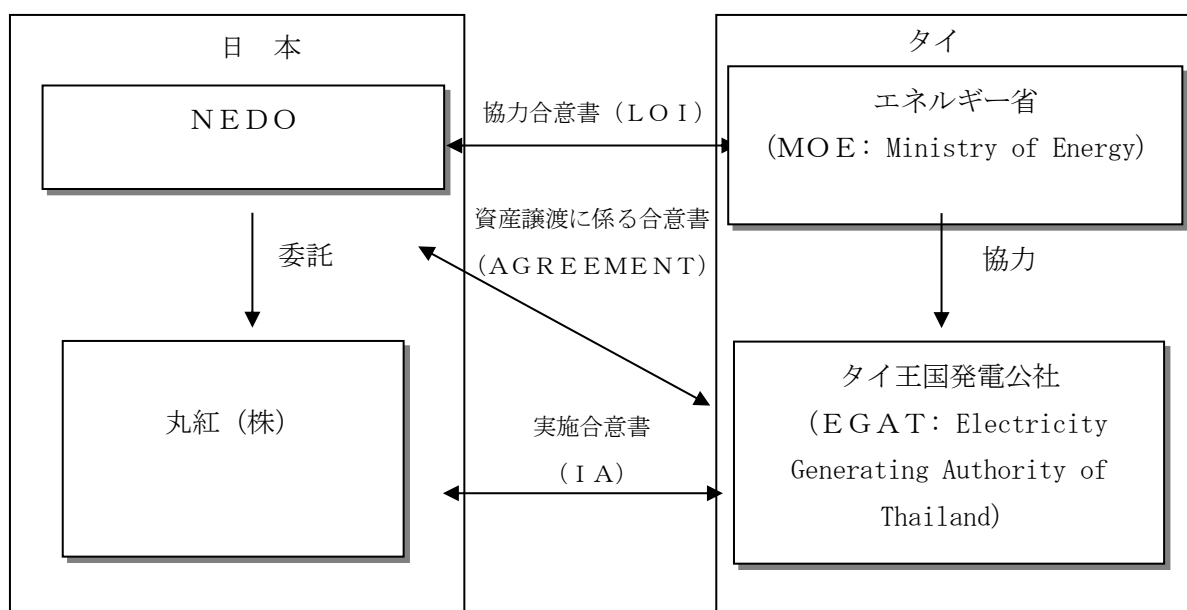 日 本
NEDO
委託
丸紅(株)
協力合意書(LOI)
資産譲渡に係る合意書
(AGREEMENT)
実施合意書
(IA)
タイ
エネルギー省
(MOE: Ministry of Energy)
協力
タイ王国発電公社
(EGAT: Electricity
Generating Authority of
Thailand)